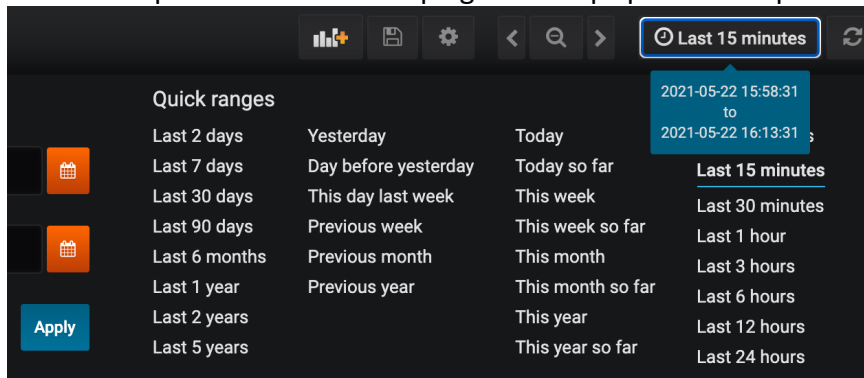 Last 15 minutes
2021-05-22 15:58:31
to
2021-05-22 16:13:31
Quick ranges
Last 2 days
Last 7 days
Last 30 days
Last 90 days
Last 6 months
Last 1 year
Last 2 years
Last 5 years
Yesterday
Day before yesterday
This day last week
Previous week
Previous month
Previous year
Today
Today so far
This week
This week so far
This month
This month so far
This year
This year so far
Last 15 minutes
Last 30 minutes
Last 1 hour
Last 3 hours
Last 6 hours
Last 12 hours
Last 24 hours
Apply